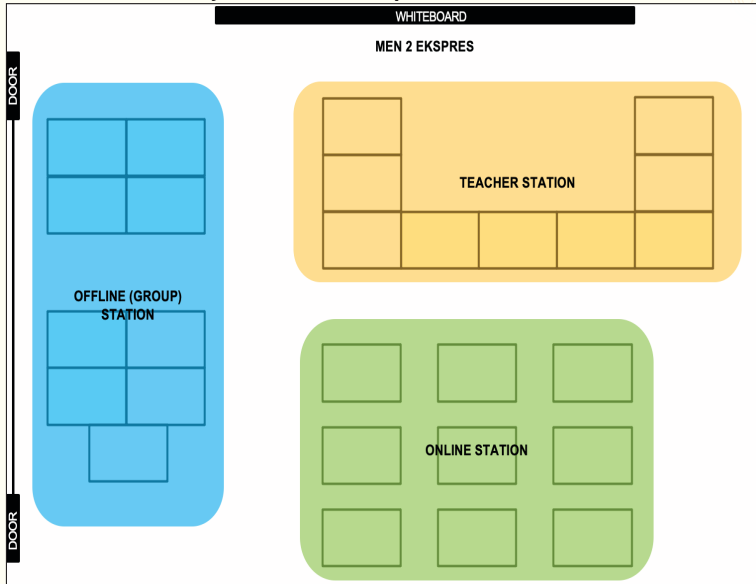 WHITEBOARD
MEN 2 EKSPRES
DOOR
TEACHER STATION
OFFLINE (GROUP)
STATION
ONLINE STATION
DOOR